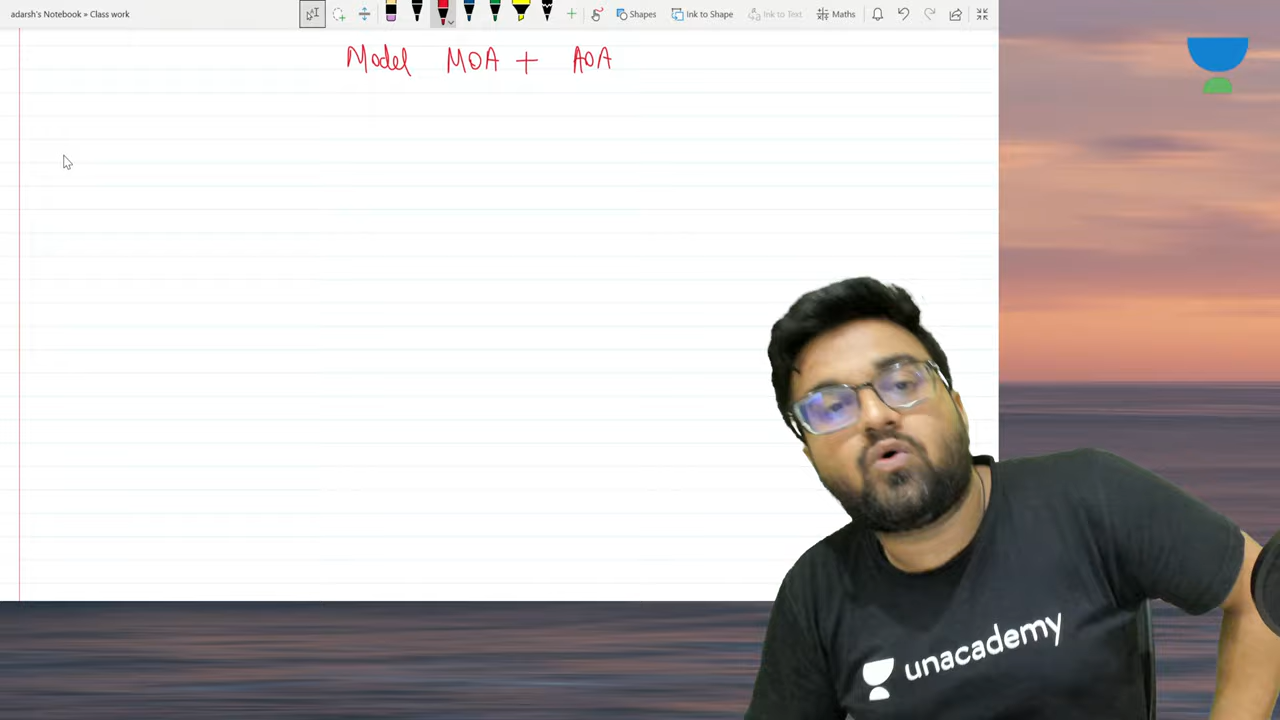 adarsh's Notebook » Class work
Shapes
Ink to Shape
Ink to Text
Maths
Model MOA + AOA
unacademy